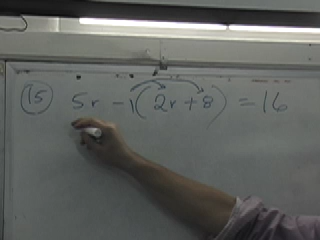 15 5r - 1(2r + 8) = 16